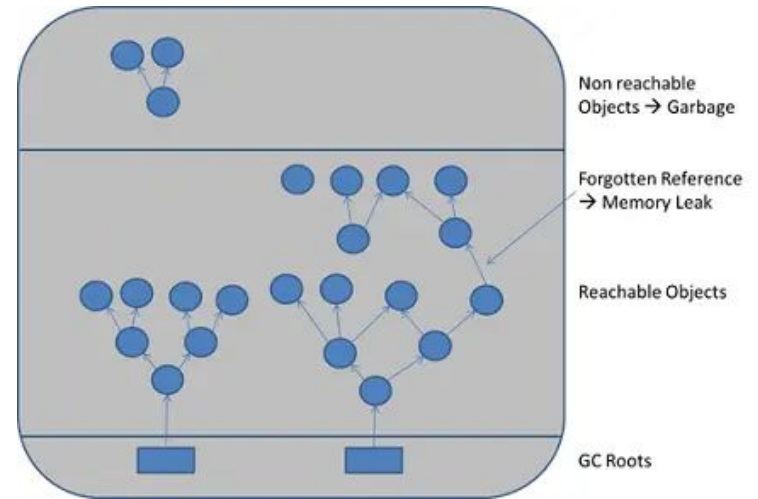 Non reachable
Objects → Garbage
Forgotten Reference
→ Memory Leak
Reachable Objects
GC Roots